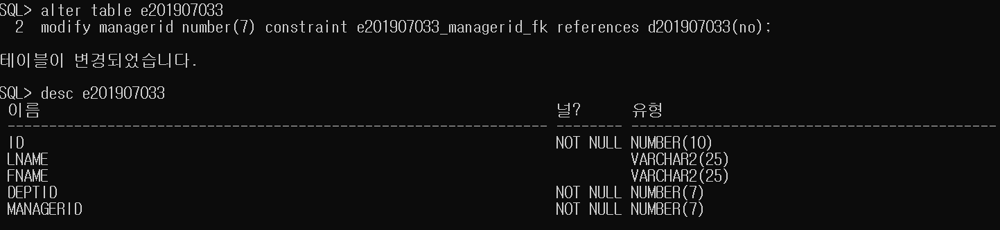 SQL> alter table e201907033
  2  modify managerid number(7) constraint e201907033_managerid_fk references d201907033(no);
테이블이 변경되었습니다.
SQL> desc e201907033
이름 널? 유형
----------------------------------------------------------------- -------- --------------------------------------------
ID NOT NULL NUMBER(10)
LNAME VARCHAR2(25)
FNAME VARCHAR2(25)
DEPTID NOT NULL NUMBER(7)
MANAGERID NOT NULL NUMBER(7)